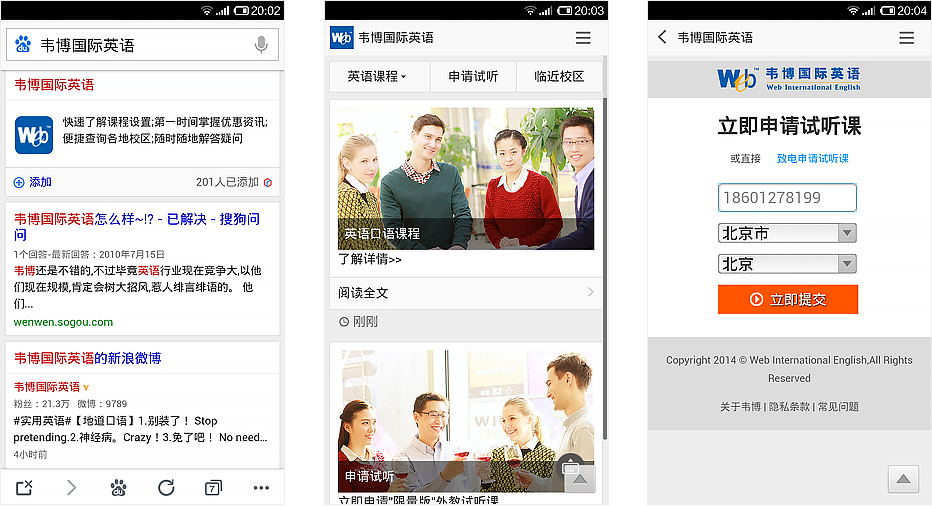 20:02
韦博国际英语
韦博国际英语
Web
快速了解课程设置;第一时间掌握优惠资讯;
便捷查询各地校区;随时随地解答疑问
添加
201人已添加
韦博国际英语怎么样~!? - 已解决 - 搜狗问
问
1个回答-最新回答：2010年7月15日
韦博还是不错的,不过毕竟英语行业现在竞争大,以他
们现在规模,肯定会树大招风,惹人绯言绯语的。 他
们...
wenwen.sogou.com
韦博国际英语的新浪微博
韦博国际英语 v
粉丝：21.3万 微博：9789
#实用英语#【地道口语】1.别装了！ Stop
pretending.2.神经病。Crazy！3.免了吧！ No need...
4小时前
7
20:03
Web 韦博国际英语
英语课程
申请试听
临近校区
英语口语课程
了解详情>>
阅读全文
刚刚
申请试听
立即申请"限量版"外教试听课
20:04
韦博国际英语
Web™ 韦博国际英语
Web International English
立即申请试听课
或直接 致电申请试听课
18601278199
北京市
北京
立即提交
Copyright 2014 © Web International English,All Rights
Reserved
关于韦博 | 隐私条款 | 常见问题